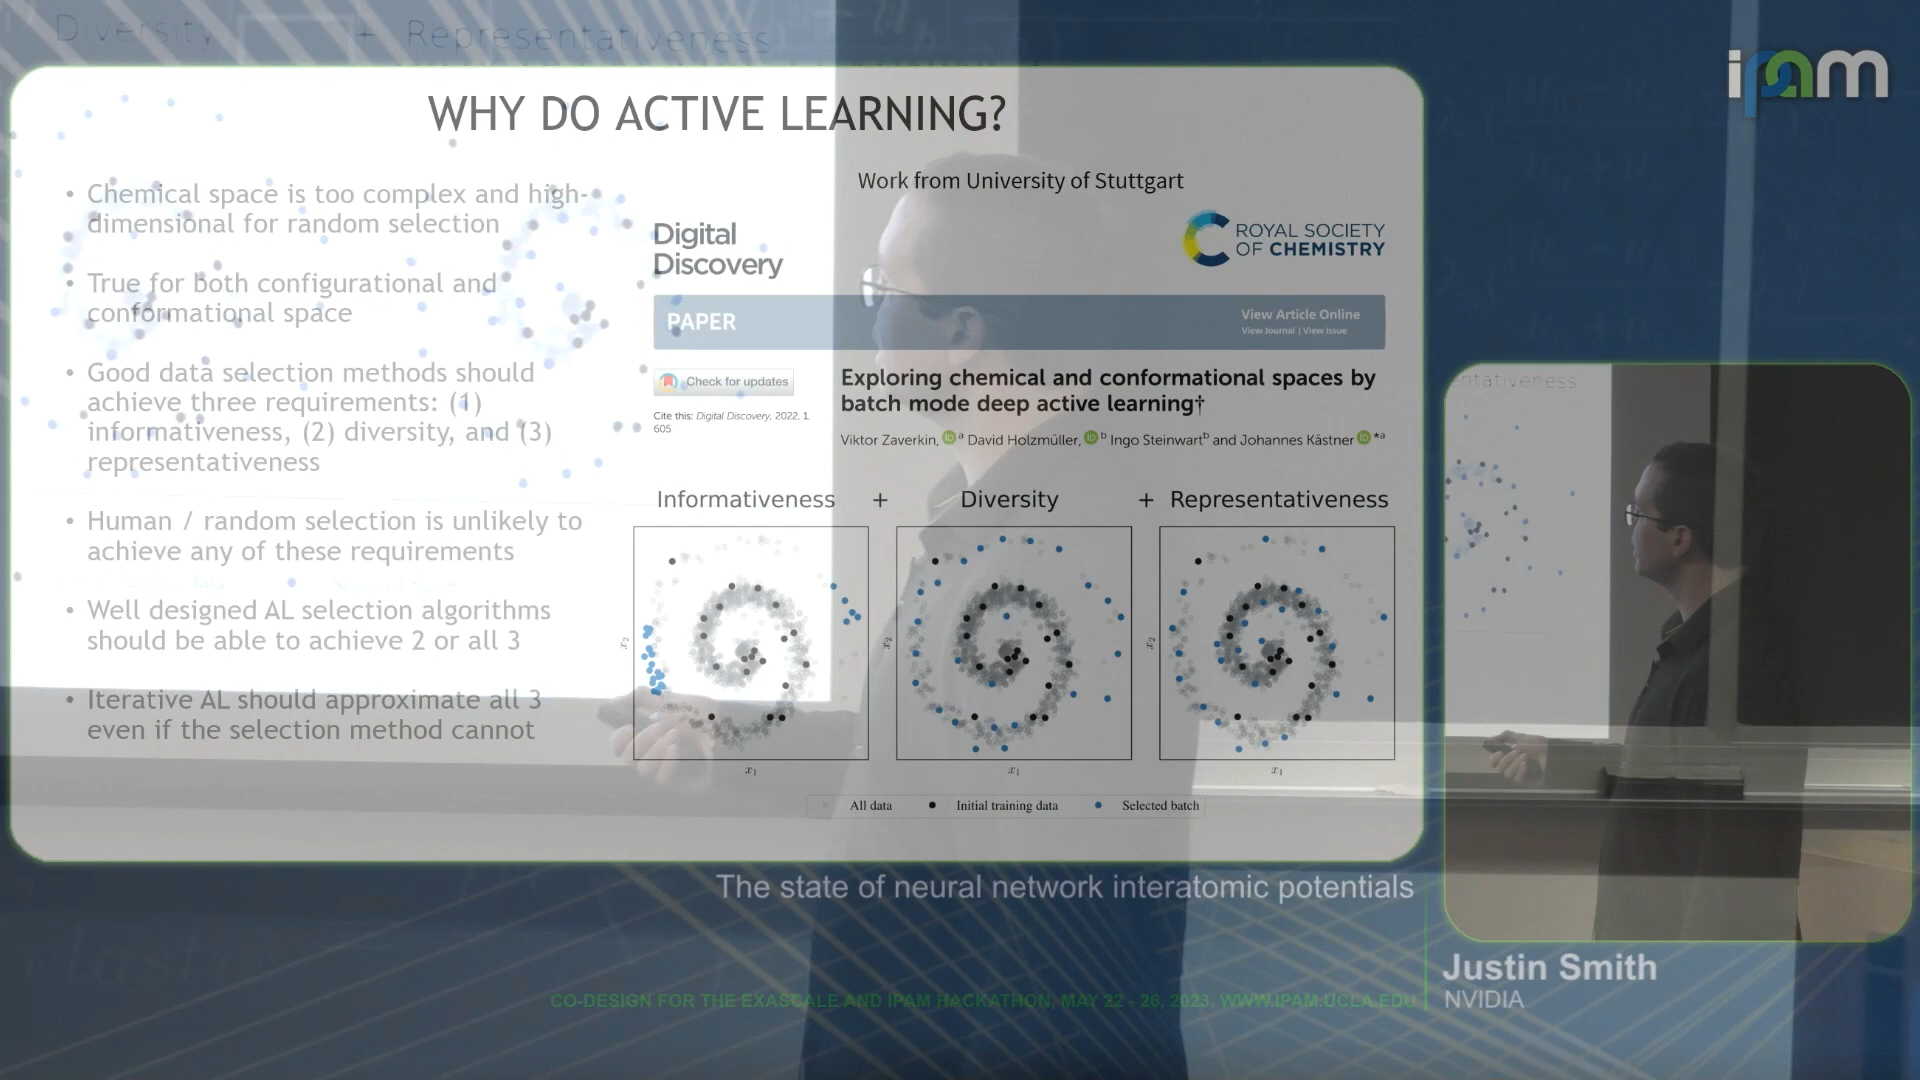 Diversity + Representativeness
ipam
WHY DO ACTIVE LEARNING?
• Chemical space is too complex and high-
dimensional for random selection
• True for both configurational and
conformational space
• Good data selection methods should
achieve three requirements: (1)
informativeness, (2) diversity, and (3)
representativeness
• Human / random selection is unlikely to
achieve any of these requirements
• Well designed AL selection algorithms
should be able to achieve 2 or all 3
• Iterative AL should approximate all 3
even if the selection method cannot
Work from University of Stuttgart
Digital
Discovery
ROYAL SOCIETY
OF CHEMISTRY
PAPER
View Article Online
View Journal | View Issue
Check for updates
Cite this: Digital Discovery, 2022, 1,
605
Exploring chemical and conformational spaces by
batch mode deep active learning†
Viktor Zaverkin, iD a David Holzmüller, iD b Ingo Steinwart b and Johannes Kästner iD *a
Informativeness + Diversity + Representativeness
x2 x2 x2
x1 x1 x1
All data Initial training data Selected batch
entativeness
The state of neural network interatomic potentials
Justin Smith
NVIDIA
CO-DESIGN FOR THE EXASCALE AND IPAM HACKATHON, MAY 22 - 26, 2023, WWW.IPAM.UCLA.EDU